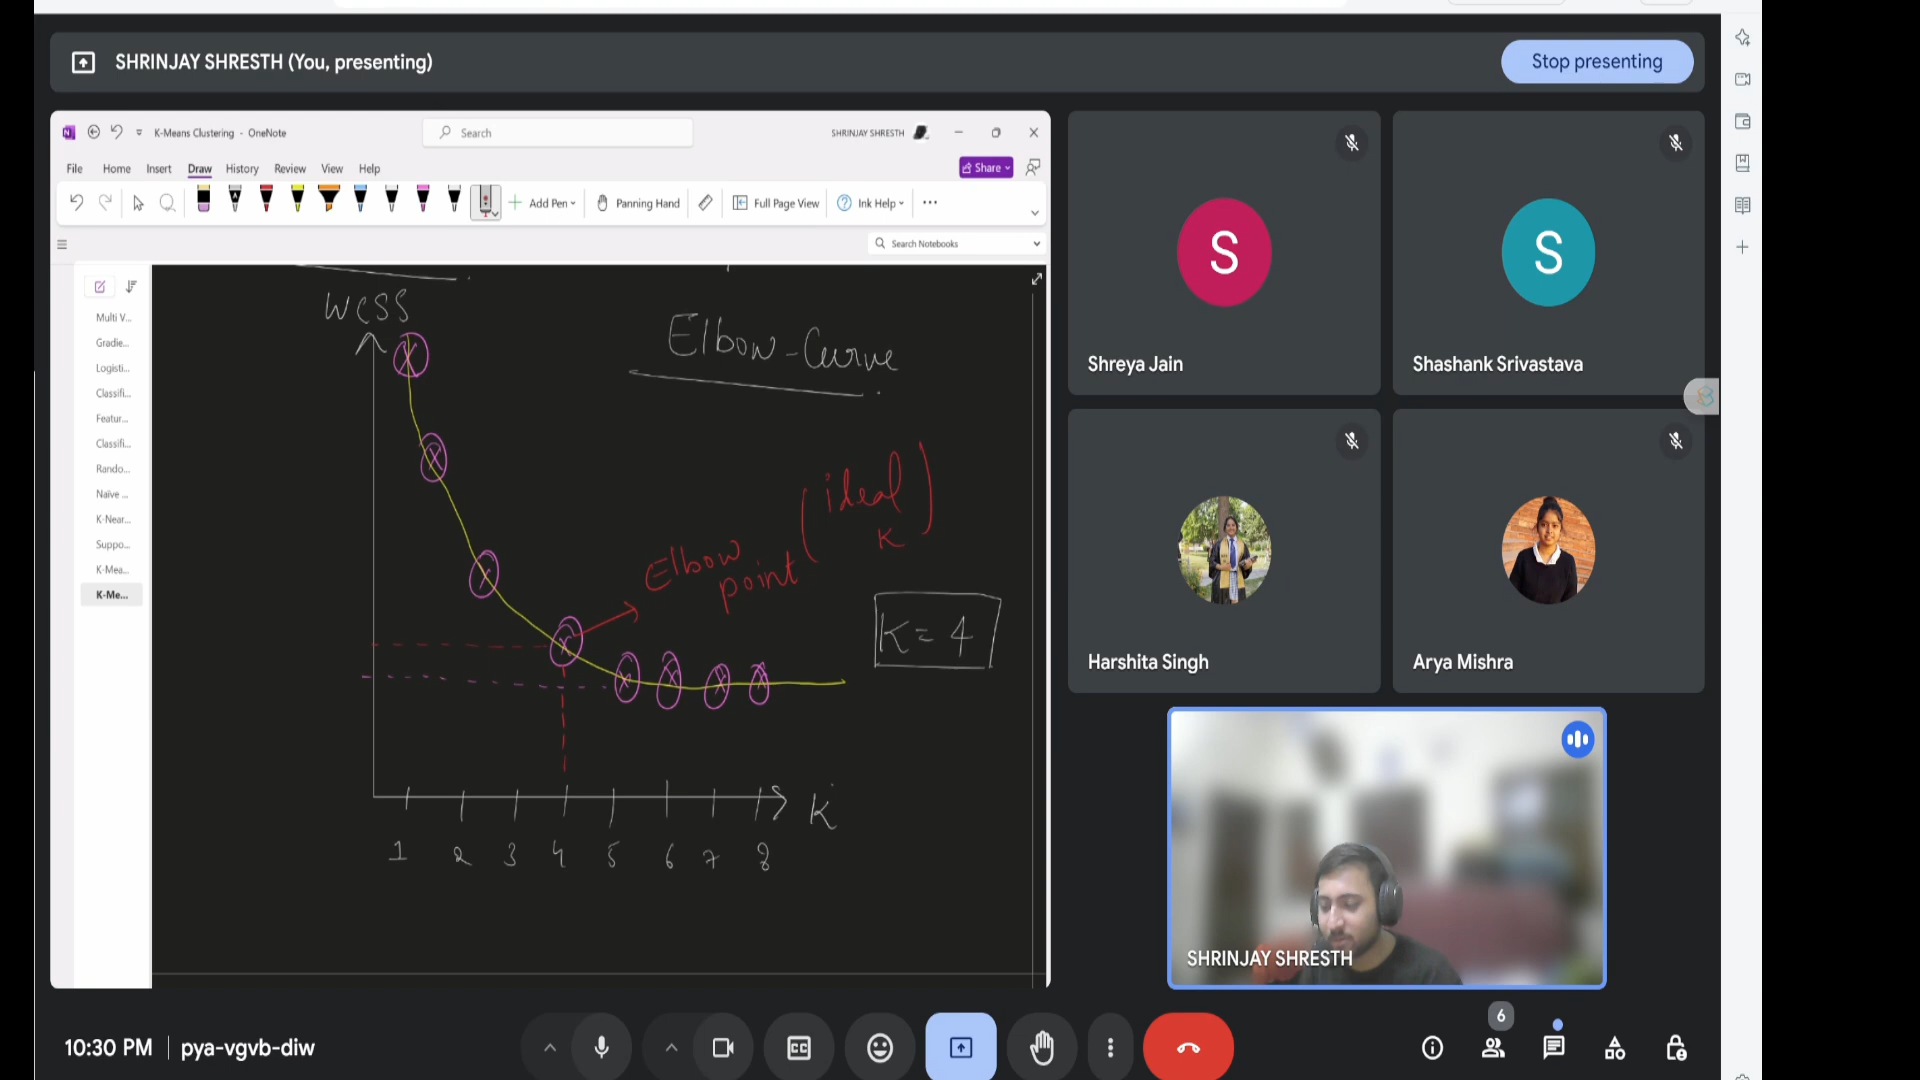 SHRINJAY SHRESTH (You, presenting)
Stop presenting
K-Means Clustering - OneNote
Search
SHRINJAY SHRESTH
File Home Insert Draw History Review View Help
Share
Add Pen
Panning Hand
Full Page View
Ink Help
Search Notebooks
Multi V...
Gradie...
Logisti...
Classifi...
Featur...
Classifi...
Rando...
Naive ...
K-Near...
Suppo...
K-Mea...
K-Me...
WCSS
Elbow-Curve
(ideal
K)
Elbow
point
K = 4
K
1 2 3 4 5 6 7 8
S
Shreya Jain
S
Shashank Srivastava
Harshita Singh
Arya Mishra
SHRINJAY SHRESTH
10:30 PM | pya-vgvb-diw
CC
6